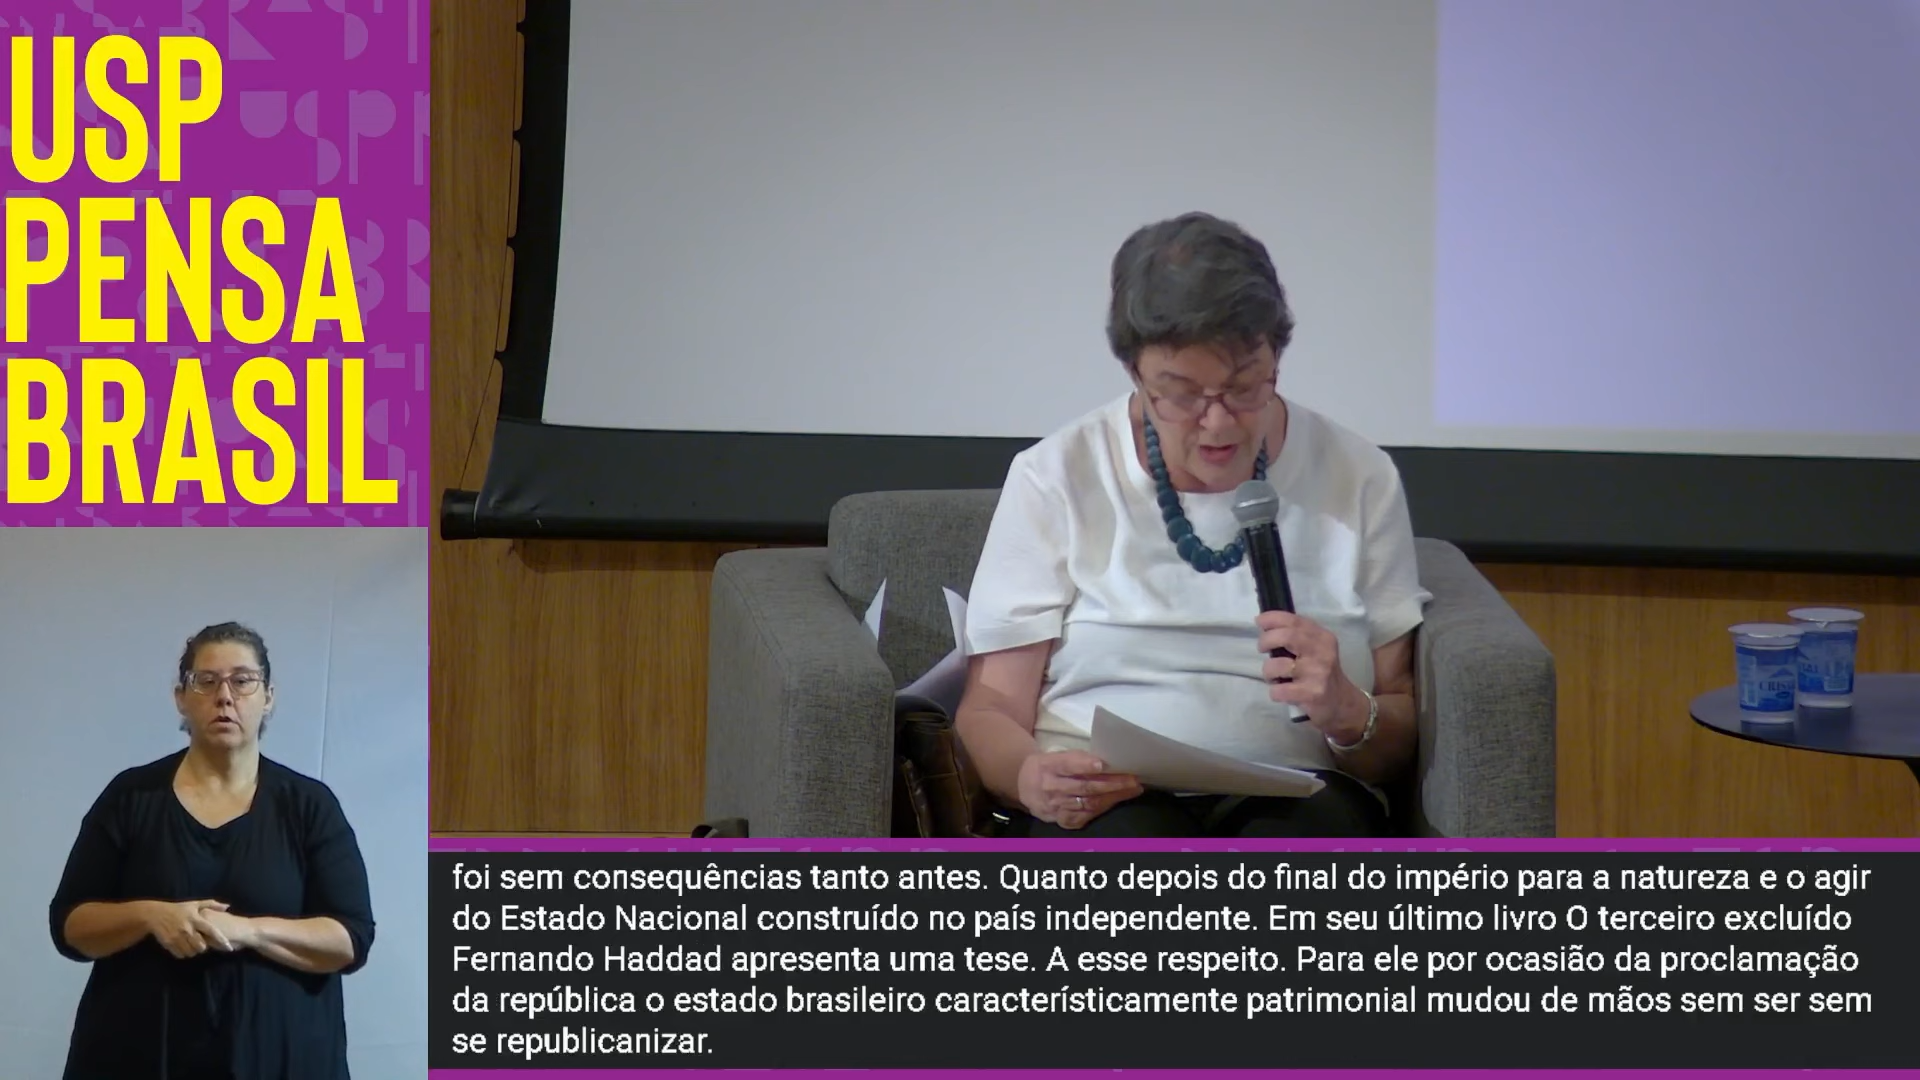 USP
PENSA
BRASIL
foi sem consequências tanto antes. Quanto depois do final do império para a natureza e o agir
do Estado Nacional construído no país independente. Em seu último livro O terceiro excluído
Fernando Haddad apresenta uma tese. A esse respeito. Para ele por ocasião da proclamação
da república o estado brasileiro característicamente patrimonial mudou de mãos sem ser sem
se republicanizar.